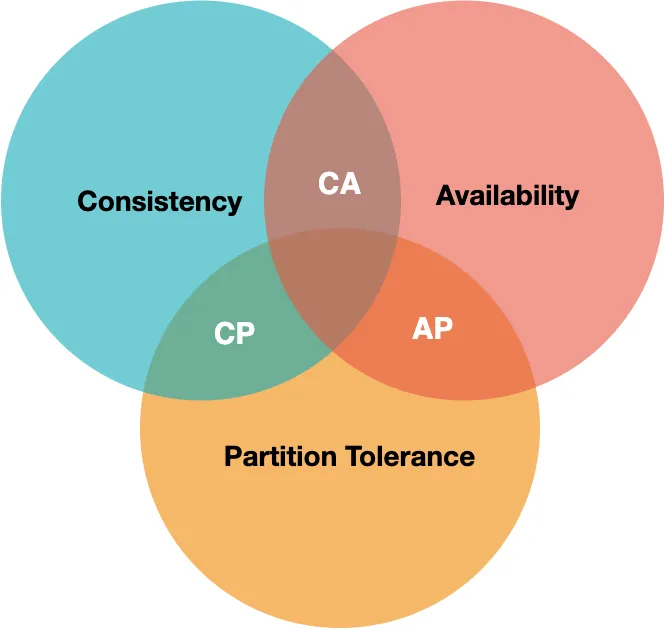 CA
Consistency
Availability
CP
AP
Partition Tolerance